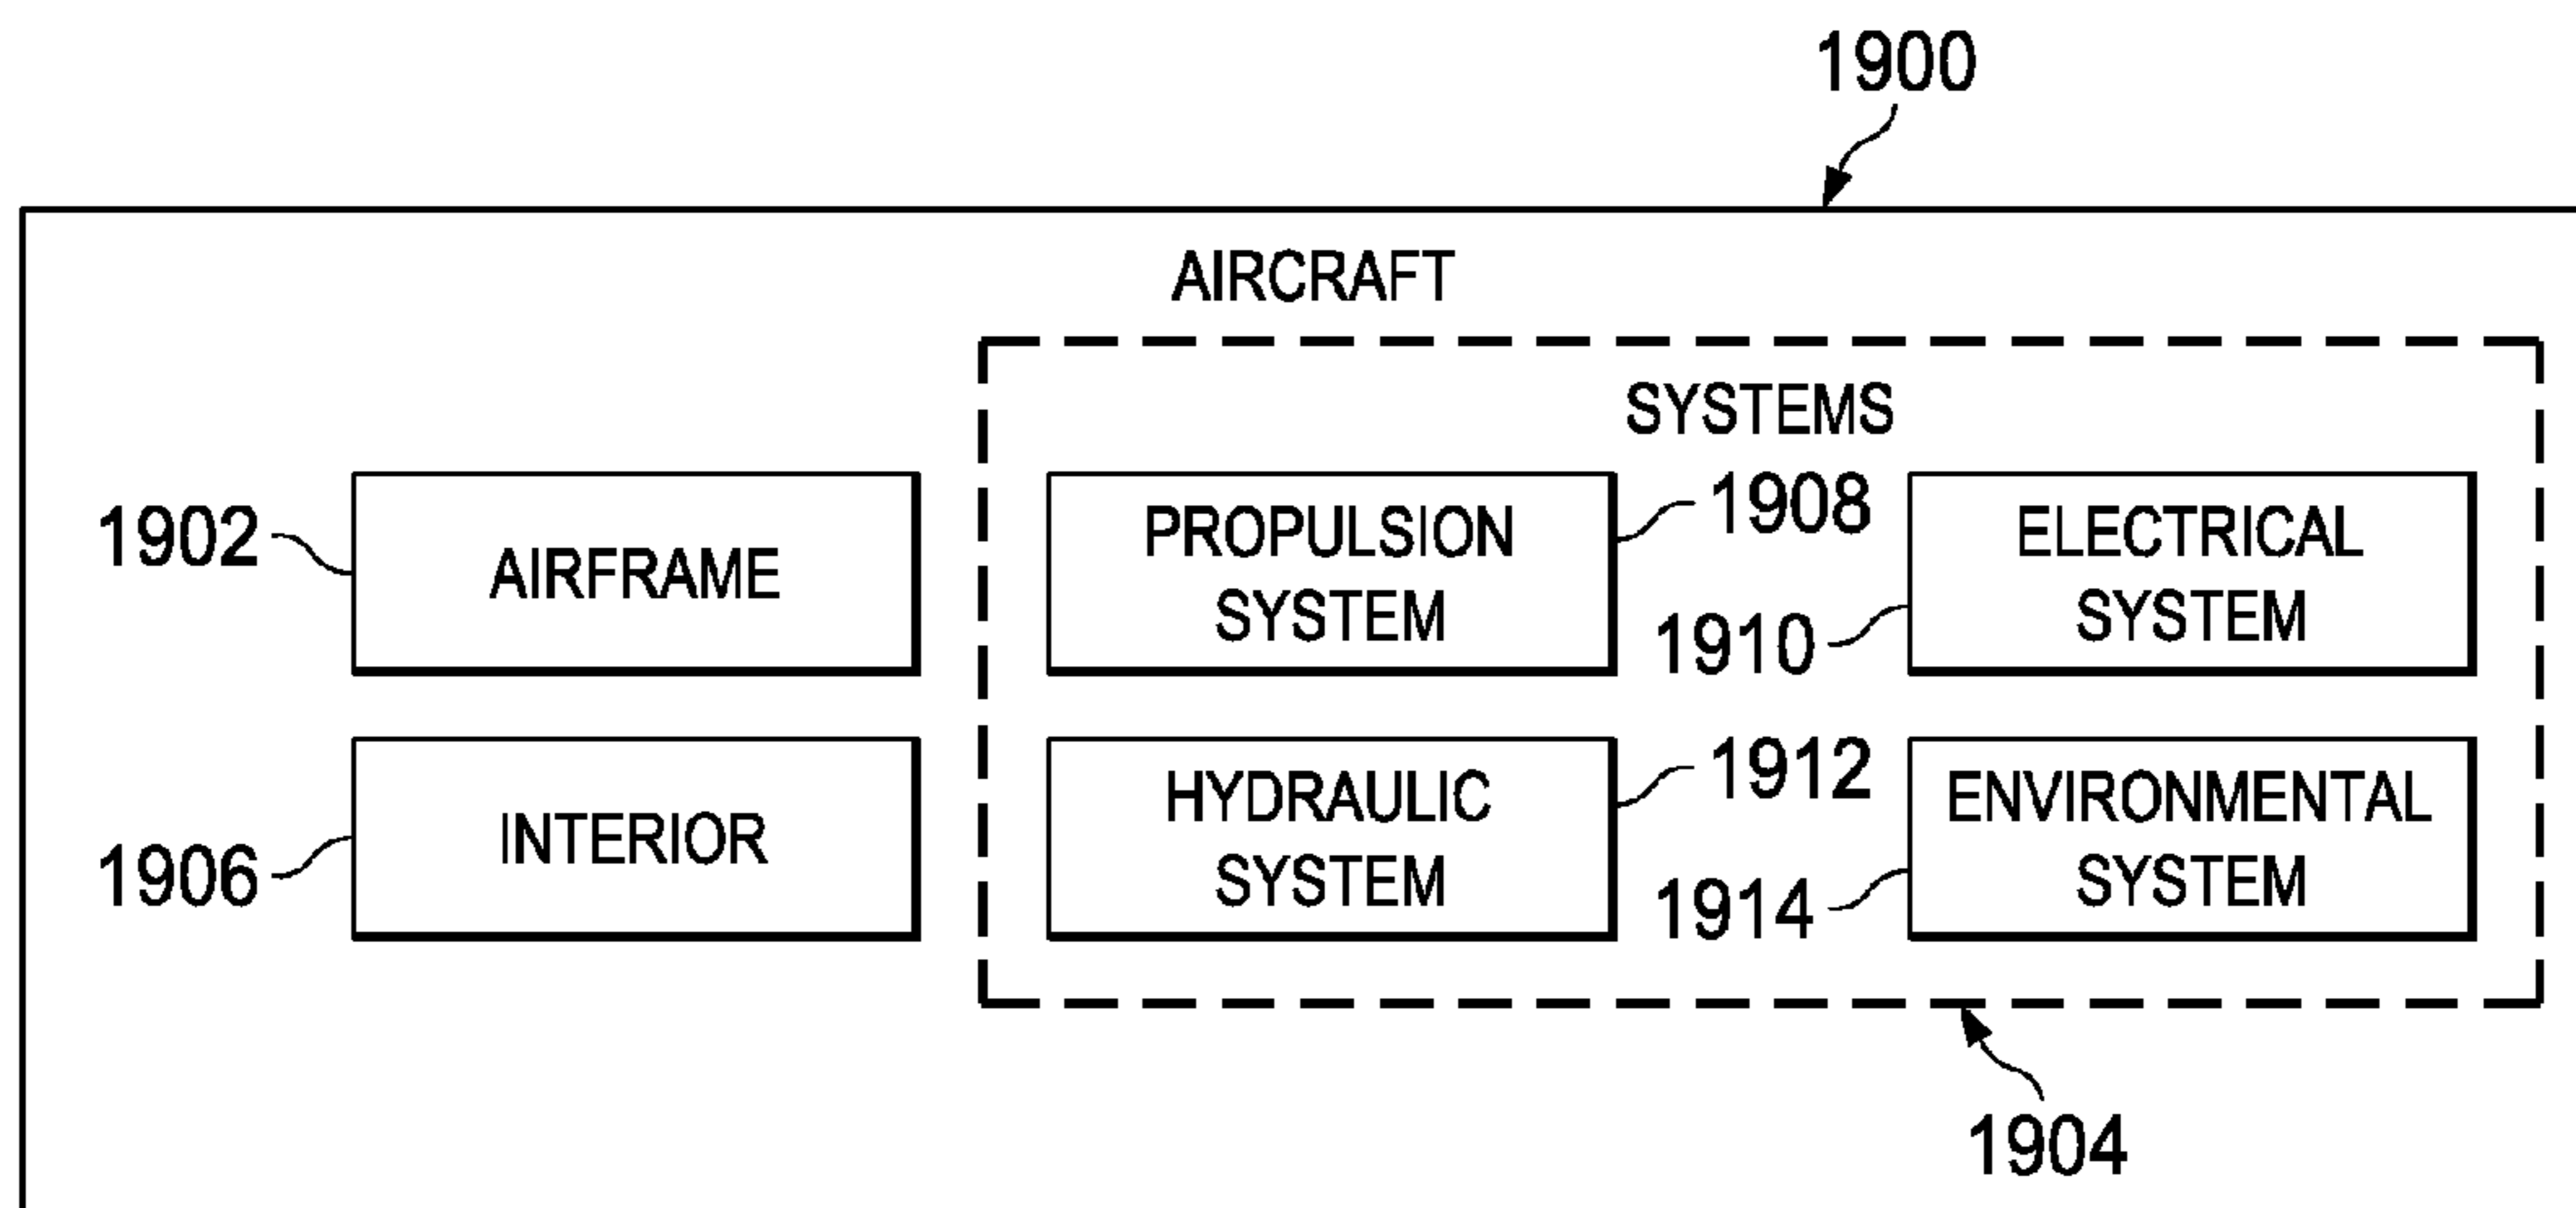 1900
AIRCRAFT
SYSTEMS
1902
AIRFRAME
PROPULSION
SYSTEM
1908
1910
ELECTRICAL
SYSTEM
1906
INTERIOR
HYDRAULIC
SYSTEM
1912
1914
ENVIRONMENTAL
SYSTEM
1904